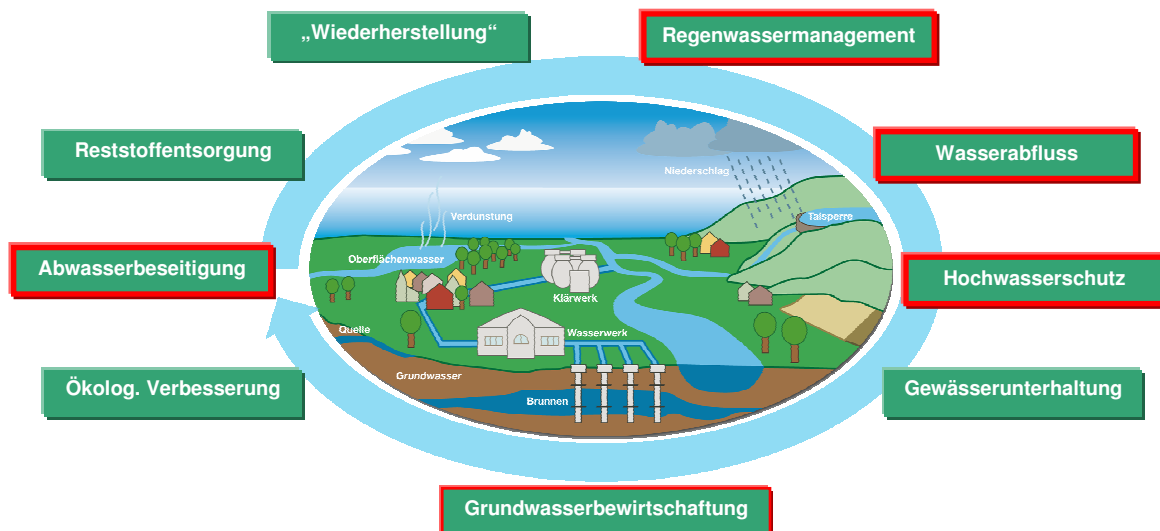 „Wiederherstellung“
Regenwassermanagement
Reststoffentsorgung
Wasserabfluss
Niederschlag
Verdunstung
Talsperre
Abwasserbeseitigung
Oberflächenwasser
Hochwasserschutz
Klärwerk
Quelle
Wasserwerk
Ökolog. Verbesserung
Grundwasser
Gewässerunterhaltung
Brunnen
Grundwasserbewirtschaftung